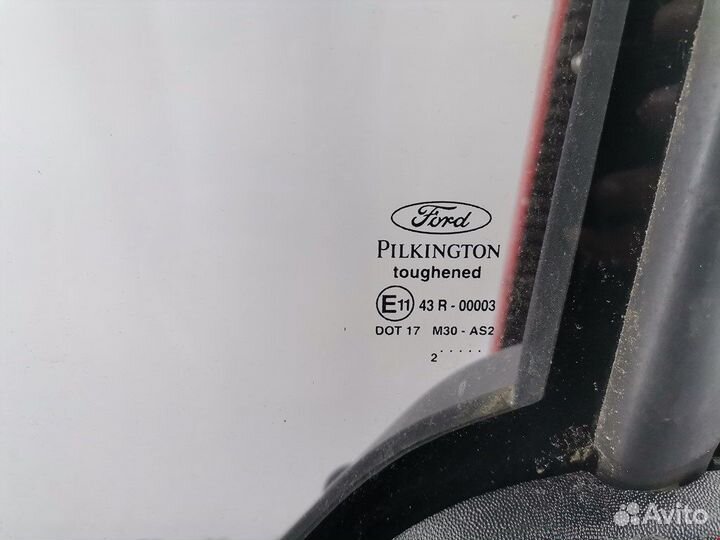 Ford
PILKINGTON
toughened
E11 43 R - 00003
DOT 17 M30 - AS2
2 . . . . .
Avito